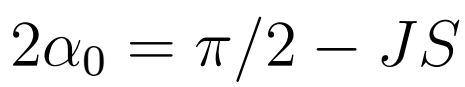 2α₀ = π/2 − JS